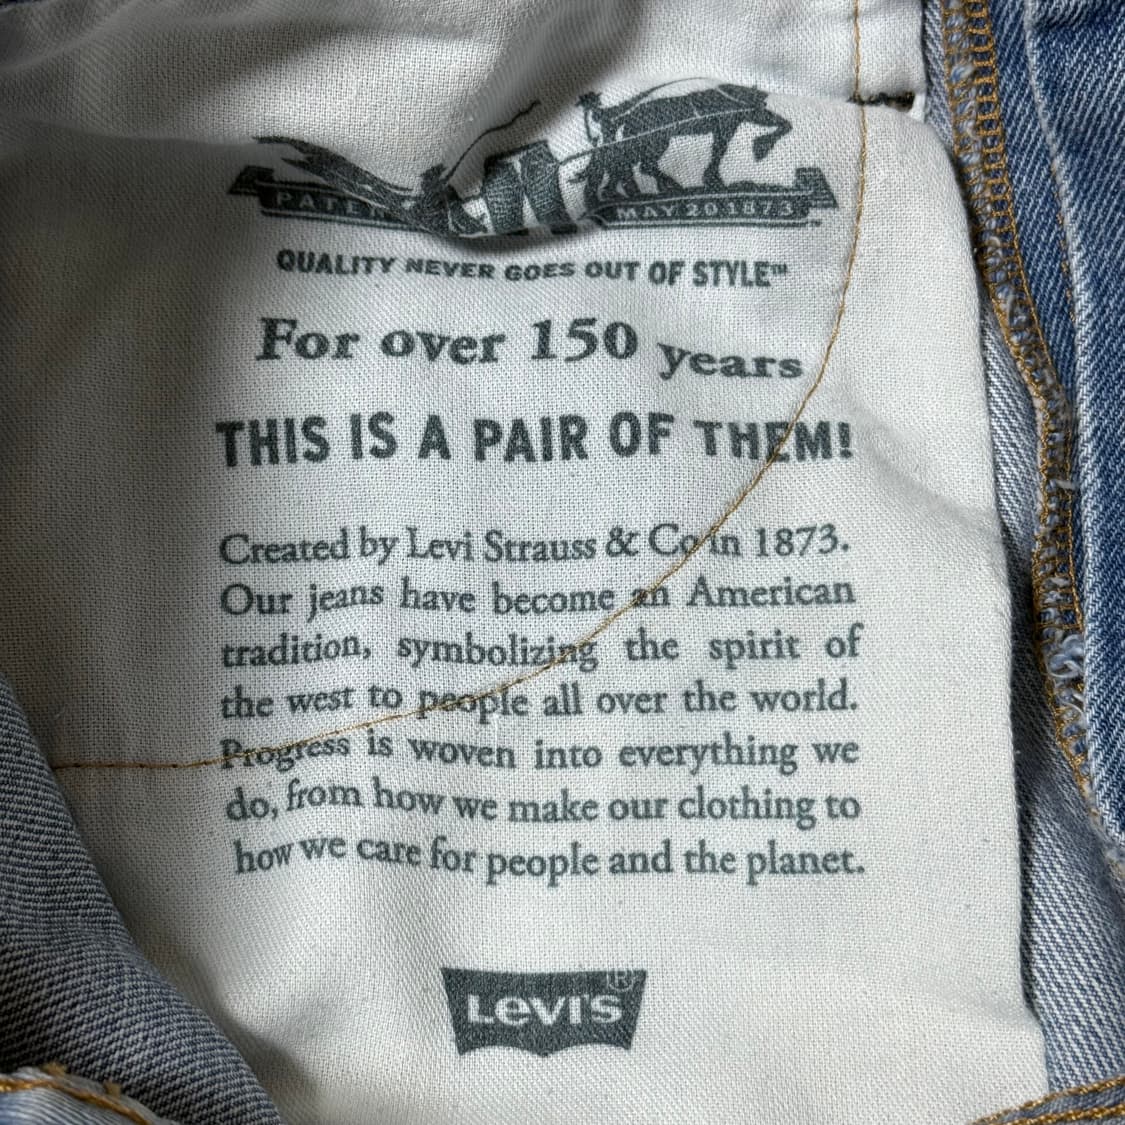 MAY 20 1873
QUALITY NEVER GOES OUT OF STYLE™
For over 150 years
THIS IS A PAIR OF THEM!
Created by Levi Strauss & Co in 1873.
Our jeans have become an American
tradition, symbolizing the spirit of
the west to people all over the world.
Progress is woven into everything we
do, from how we make our clothing to
how we care for people and the planet.
LEVI'S®